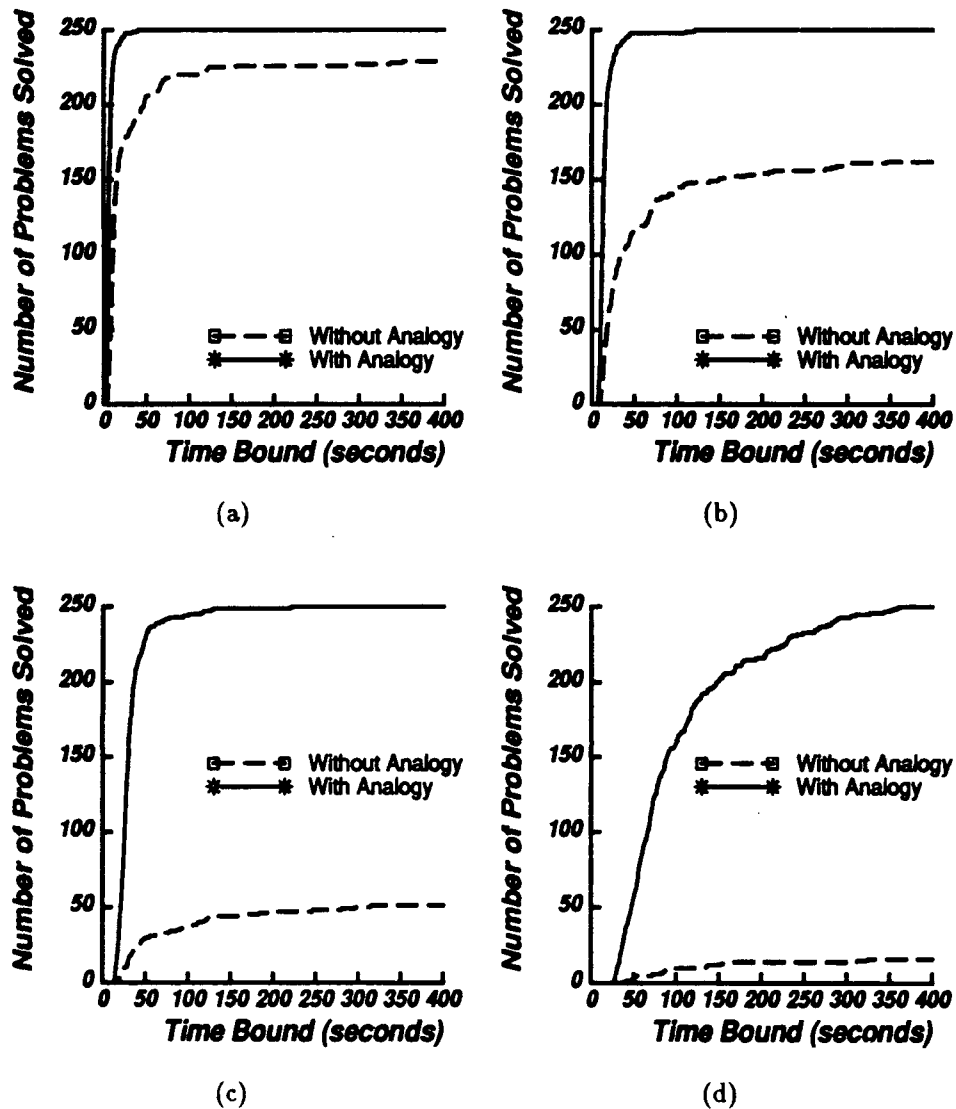 Number of Problems Solved
250
200
150
100
50
0
Without Analogy
With Analogy
0 50 100 150 200 250 300 350 400
Time Bound (seconds)
(a)
Number of Problems Solved
250
200
150
100
50
0
Without Analogy
With Analogy
0 50 100 150 200 250 300 350 400
Time Bound (seconds)
(b)
Number of Problems Solved
250
200
150
100
50
0
Without Analogy
With Analogy
0 50 100 150 200 250 300 350 400
Time Bound (seconds)
(c)
Number of Problems Solved
250
200
150
100
50
0
Without Analogy
With Analogy
0 50 100 150 200 250 300 350 400
Time Bound (seconds)
(d)